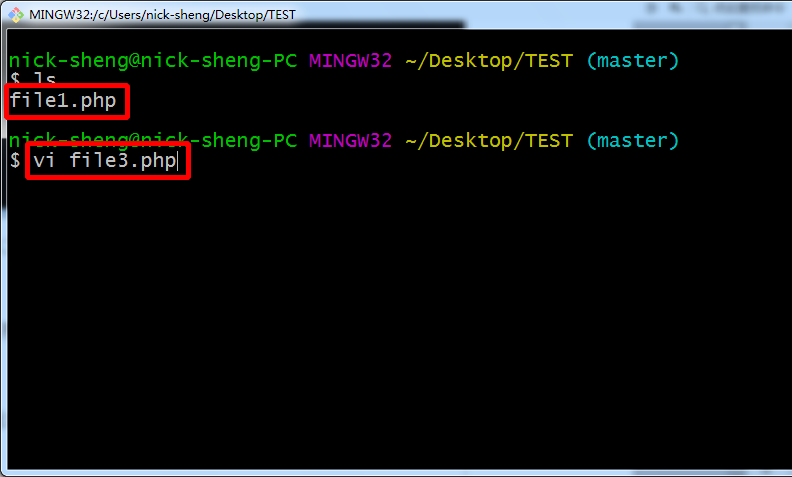 MINGW32:/c/Users/nick-sheng/Desktop/TEST
nick-sheng@nick-sheng-PC MINGW32 ~/Desktop/TEST (master)
$ ls
file1.php
nick-sheng@nick-sheng-PC MINGW32 ~/Desktop/TEST (master)
$ vi file3.php